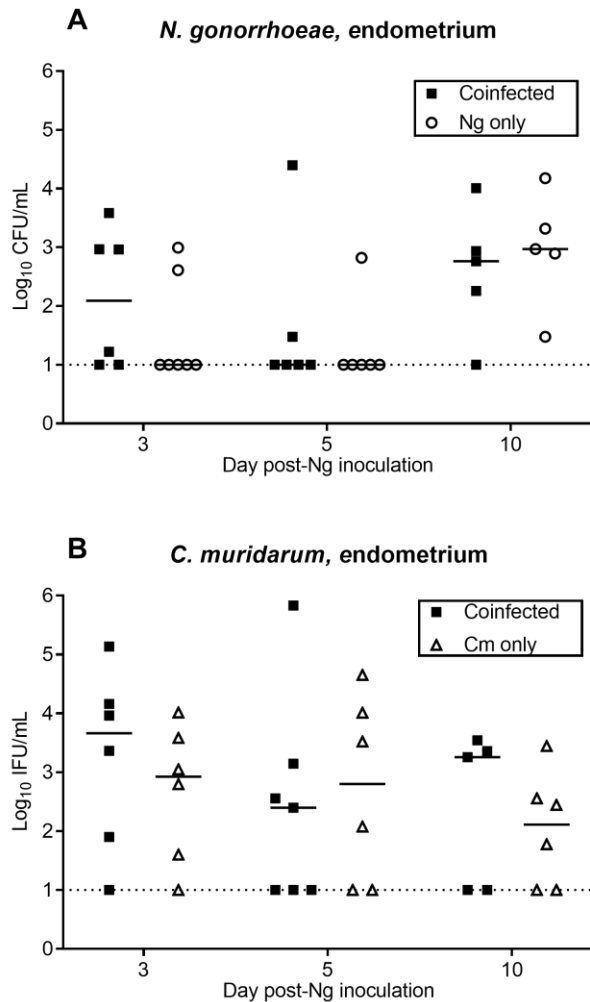 A
N. gonorrhoeae, endometrium
6
5
4
3
2
1
0
Log10 CFU/mL
Coinfected
Ng only
3 5 10
Day post-Ng inoculation
B
C. muridarum, endometrium
6
5
4
3
2
1
0
Log10 IFU/mL
Coinfected
Cm only
3 5 10
Day post-Ng inoculation